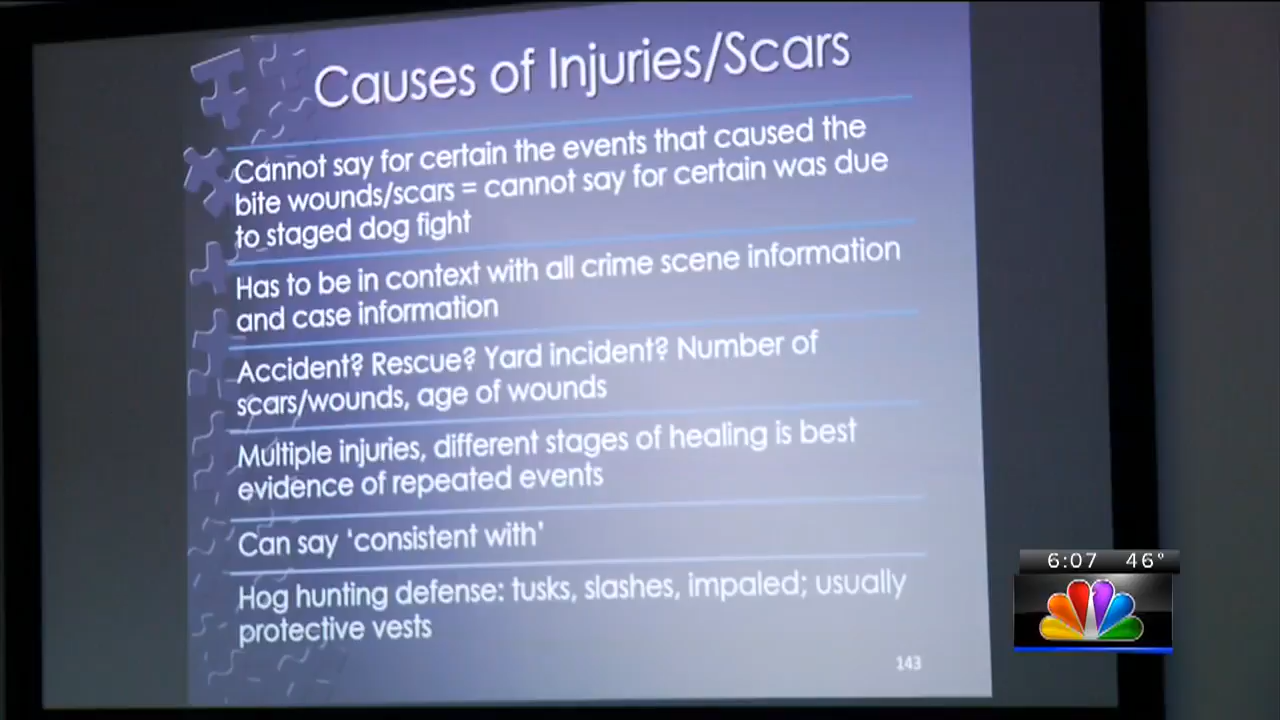 Causes of Injuries/Scars
Cannot say for certain the events that caused the
bite wounds/scars = cannot say for certain was due
to staged dog fight
Has to be in context with all crime scene information
and case information
Accident? Rescue? Yard incident? Number of
scars/wounds, age of wounds
Multiple injuries, different stages of healing is best
evidence of repeated events
Can say ‘consistent with’
Hog hunting defense: tusks, slashes, impaled; usually
protective vests
143
6:07 46°